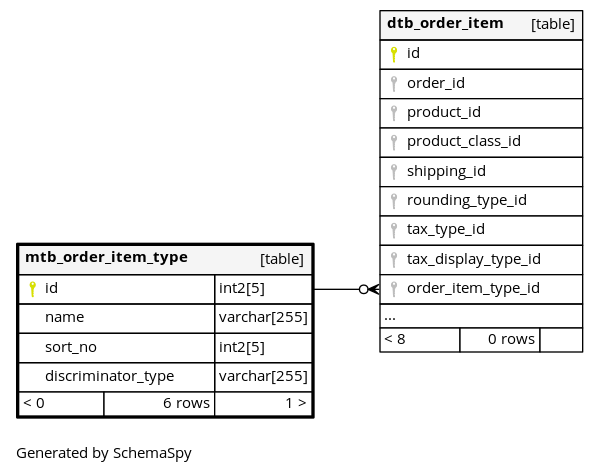 dtb_order_item [table]
id
order_id
product_id
product_class_id
shipping_id
rounding_type_id
tax_type_id
tax_display_type_id
order_item_type_id
...
< 8 0 rows
mtb_order_item_type [table]
id int2[5]
name varchar[255]
sort_no int2[5]
discriminator_type varchar[255]
< 0 6 rows 1 >
Generated by SchemaSpy